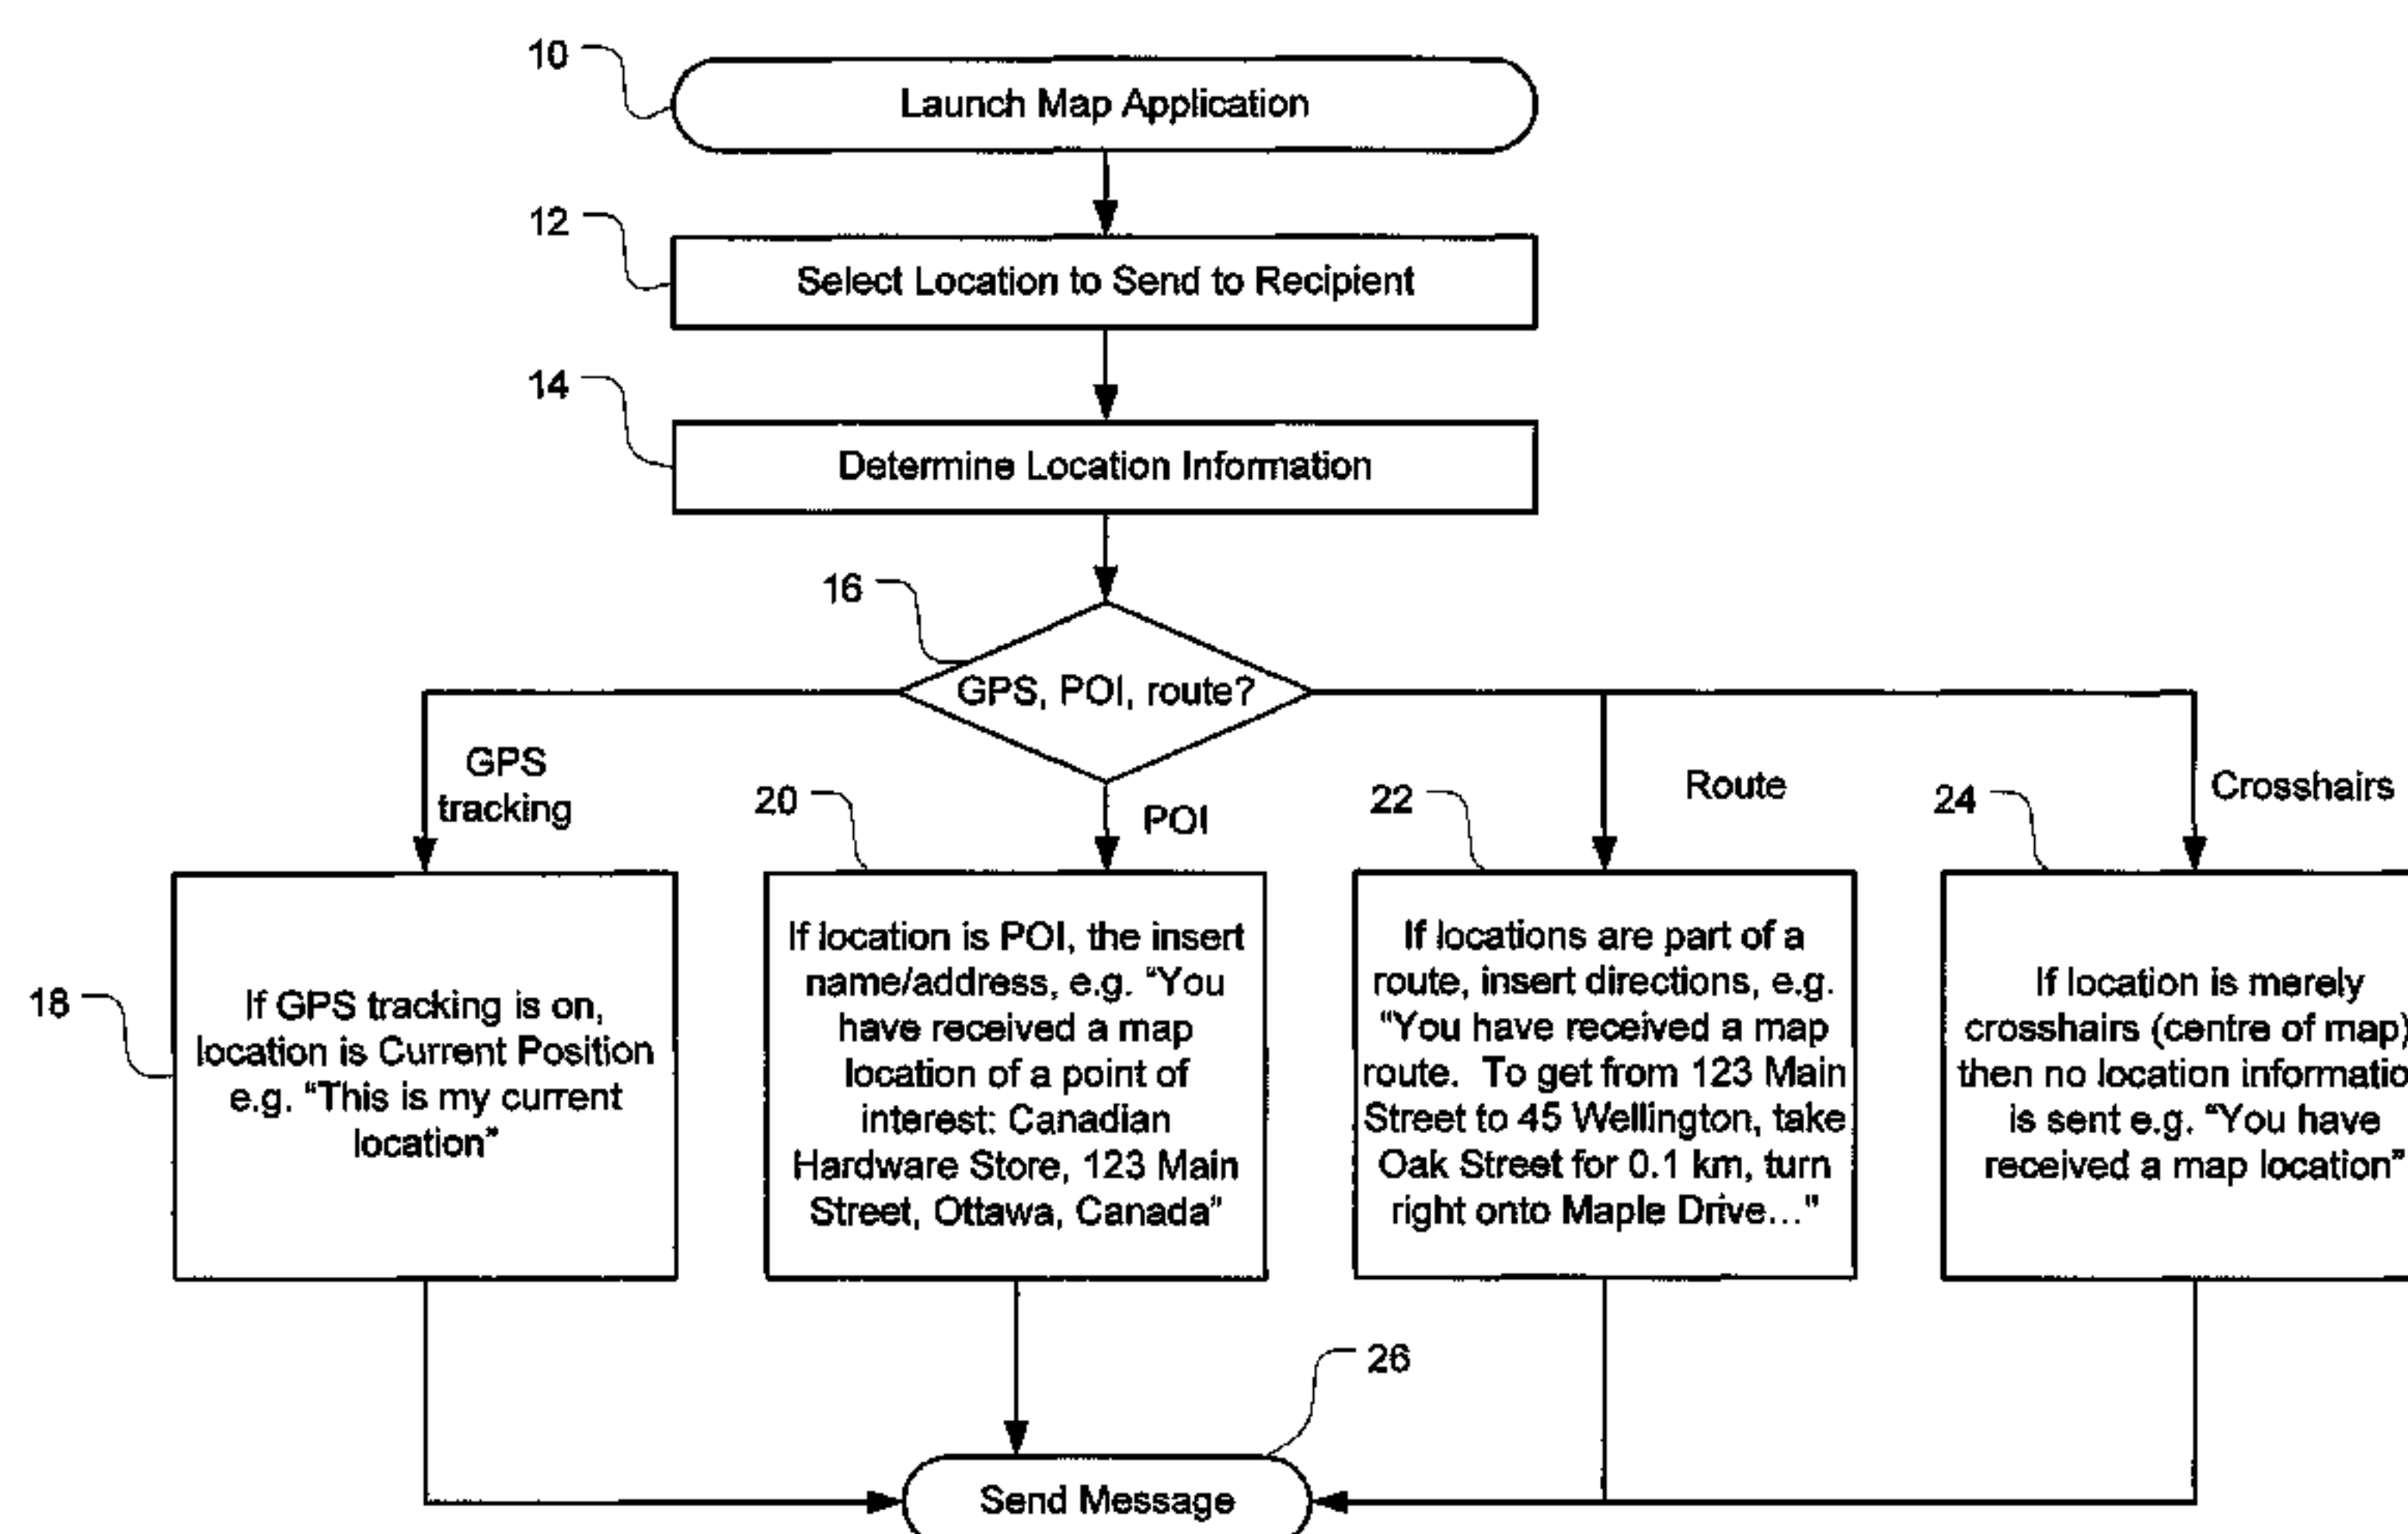 10
Launch Map Application
12
Select Location to Send to Recipient
14
Determine Location Information
16
GPS, POI, route?
GPS
tracking
20
POI
22
Route
24
Crosshairs
18
If GPS tracking is on,
location is Current Position
e.g. “This is my current
location”
If location is POI, the insert
name/address, e.g. “You
have received a map
location of a point of
interest: Canadian
Hardware Store, 123 Main
Street, Ottawa, Canada”
If locations are part of a
route, insert directions, e.g.
“You have received a map
route. To get from 123 Main
Street to 45 Wellington, take
Oak Street for 0.1 km, turn
right onto Maple Drive…”
If location is merely
crosshairs (centre of map)
then no location informatio
is sent e.g. “You have
received a map location”
26
Send Message